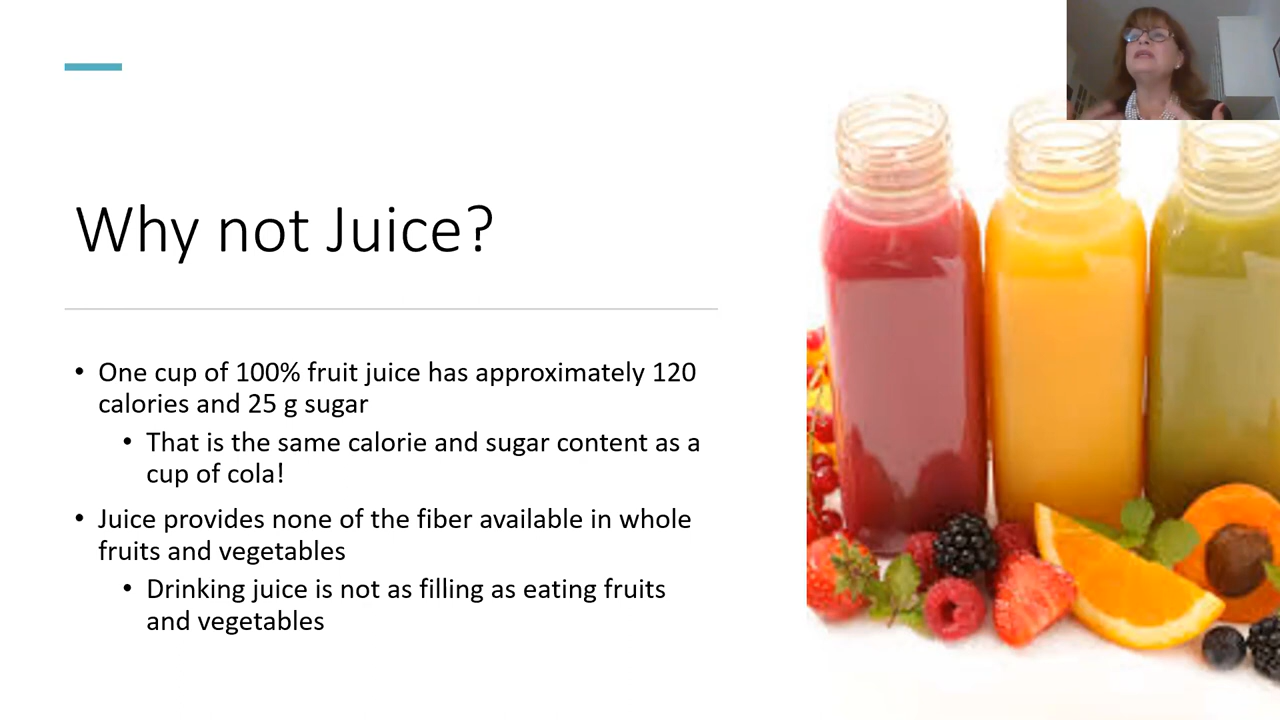 Why not Juice?
• One cup of 100% fruit juice has approximately 120
calories and 25 g sugar
• That is the same calorie and sugar content as a
cup of cola!
• Juice provides none of the fiber available in whole
fruits and vegetables
• Drinking juice is not as filling as eating fruits
and vegetables